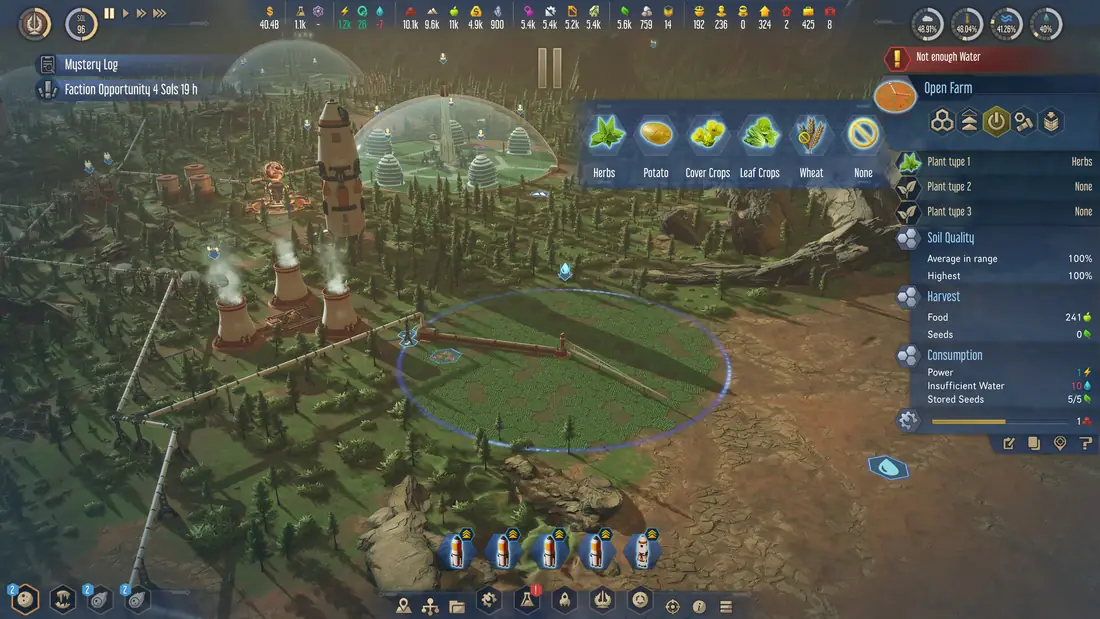 SOL
96
40.4B
1.1k
-
1.2k
26
-7
10.1k
9.6k
11k
4.9k
900
5.4k
5.4k
5.2k
5.4k
5.6k
759
14
192
236
0
324
2
425
8
48.91%
48.04%
41.26%
40%
Mystery Log
Faction Opportunity 4 Sols 19 h
Not enough Water
Open Farm
Herbs
Potato
Cover Crops
Leaf Crops
Wheat
None
Plant type 1 Herbs
Plant type 2 None
Plant type 3 None
Soil Quality
Average in range 100%
Highest 100%
Harvest
Food 241
Seeds 0
Consumption
Power 1
Insufficient Water 10
Stored Seeds 5/5
1
2
2
2
!